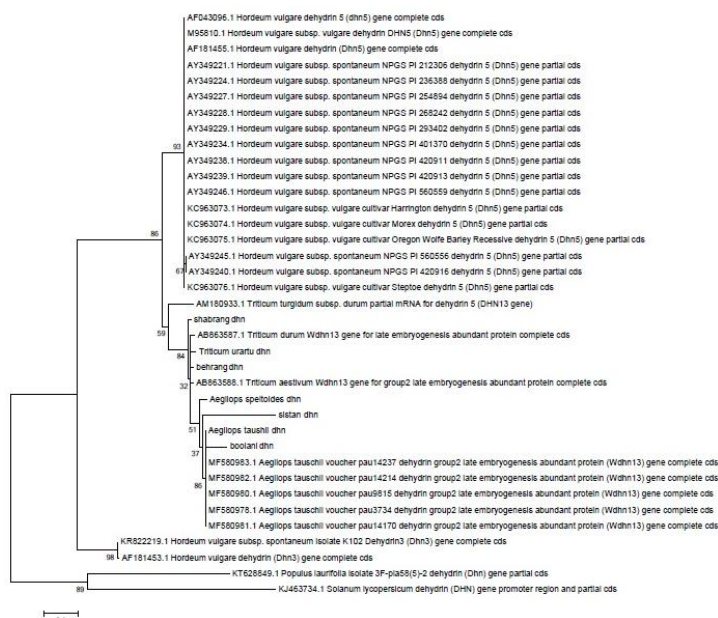 AF043096.1 Hordeum vulgare dehydrin 5 (dhn5) gene complete cds
M95810.1 Hordeum vulgare subsp. vulgare dehydrin DHN5 (Dhn5) gene complete cds
AF181455.1 Hordeum vulgare dehydrin (Dhn5) gene complete cds
AY349221.1 Hordeum vulgare subsp. spontaneum NPGS PI 212306 dehydrin 5 (Dhn5) gene partial cds
AY349224.1 Hordeum vulgare subsp. spontaneum NPGS PI 236388 dehydrin 5 (Dhn5) gene partial cds
AY349227.1 Hordeum vulgare subsp. spontaneum NPGS PI 254894 dehydrin 5 (Dhn5) gene partial cds
AY349228.1 Hordeum vulgare subsp. spontaneum NPGS PI 268242 dehydrin 5 (Dhn5) gene partial cds
AY349229.1 Hordeum vulgare subsp. spontaneum NPGS PI 293402 dehydrin 5 (Dhn5) gene partial cds
AY349234.1 Hordeum vulgare subsp. spontaneum NPGS PI 401370 dehydrin 5 (Dhn5) gene partial cds
93
AY349238.1 Hordeum vulgare subsp. spontaneum NPGS PI 420911 dehydrin 5 (Dhn5) gene partial cds
AY349239.1 Hordeum vulgare subsp. spontaneum NPGS PI 420913 dehydrin 5 (Dhn5) gene partial cds
AY349246.1 Hordeum vulgare subsp. spontaneum NPGS PI 560559 dehydrin 5 (Dhn5) gene partial cds
KC963073.1 Hordeum vulgare subsp. vulgare cultivar Harrington dehydrin 5 (Dhn5) gene partial cds
KC963074.1 Hordeum vulgare subsp. vulgare cultivar Morex dehydrin 5 (Dhn5) gene partial cds
86
KC963075.1 Hordeum vulgare subsp. vulgare cultivar Oregon Wolfe Barley Recessive dehydrin 5 (Dhn5) gene partial cds
AY349245.1 Hordeum vulgare subsp. spontaneum NPGS PI 560556 dehydrin 5 (Dhn5) gene partial cds
67
AY349240.1 Hordeum vulgare subsp. spontaneum NPGS PI 420916 dehydrin 5 (Dhn5) gene partial cds
KC963076.1 Hordeum vulgare subsp. vulgare cultivar Steptoe dehydrin 5 (Dhn5) gene partial cds
AM180933.1 Triticum turgidum subsp. durum partial mRNA for dehydrin 5 (DHN13 gene)
shabrang dhn
59
AB863587.1 Triticum durum Wdhn13 gene for late embryogenesis abundant protein complete cds
Triticum urartu dhn
84
behrang dhn
AB863588.1 Triticum aestivum Wdhn13 gene for group2 late embryogenesis abundant protein complete cds
32
Aegilops speltoides dhn
sistan dhn
51
Aegilops taushii dhn
boolani dhn
37
MF580983.1 Aegilops tauschii voucher pau14237 dehydrin group2 late embryogenesis abundant protein (Wdhn13) gene complete cds
MF580982.1 Aegilops tauschii voucher pau14214 dehydrin group2 late embryogenesis abundant protein (Wdhn13) gene complete cds
86
MF580980.1 Aegilops tauschii voucher pau9815 dehydrin group2 late embryogenesis abundant protein (Wdhn13) gene complete cds
MF580978.1 Aegilops tauschii voucher pau3734 dehydrin group2 late embryogenesis abundant protein (Wdhn13) gene complete cds
MF580981.1 Aegilops tauschii voucher pau14170 dehydrin group2 late embryogenesis abundant protein (Wdhn13) gene complete cds
KR822219.1 Hordeum vulgare subsp. spontaneum isolate K102 Dehydrin3 (Dhn3) gene complete cds
98
AF181453.1 Hordeum vulgare dehydrin (Dhn3) gene complete cds
KT628849.1 Populus laurifolia isolate 3F-pla58(5)-2 dehydrin (Dhn) gene partial cds
89
KJ463734.1 Solanum lycopersicum dehydrin (DHN) gene promoter region and partial cds